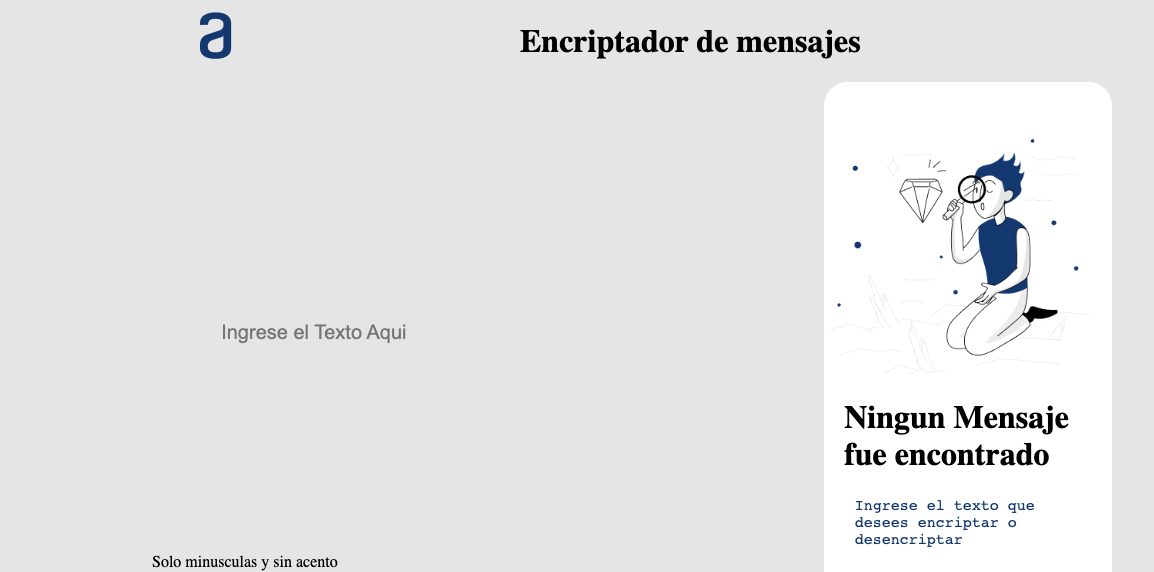 a
Encriptador de mensajes
Ingrese el Texto Aqui
Solo minusculas y sin acento
Ningun Mensaje
fue encontrado
Ingrese el texto que
desees encriptar o
desencriptar